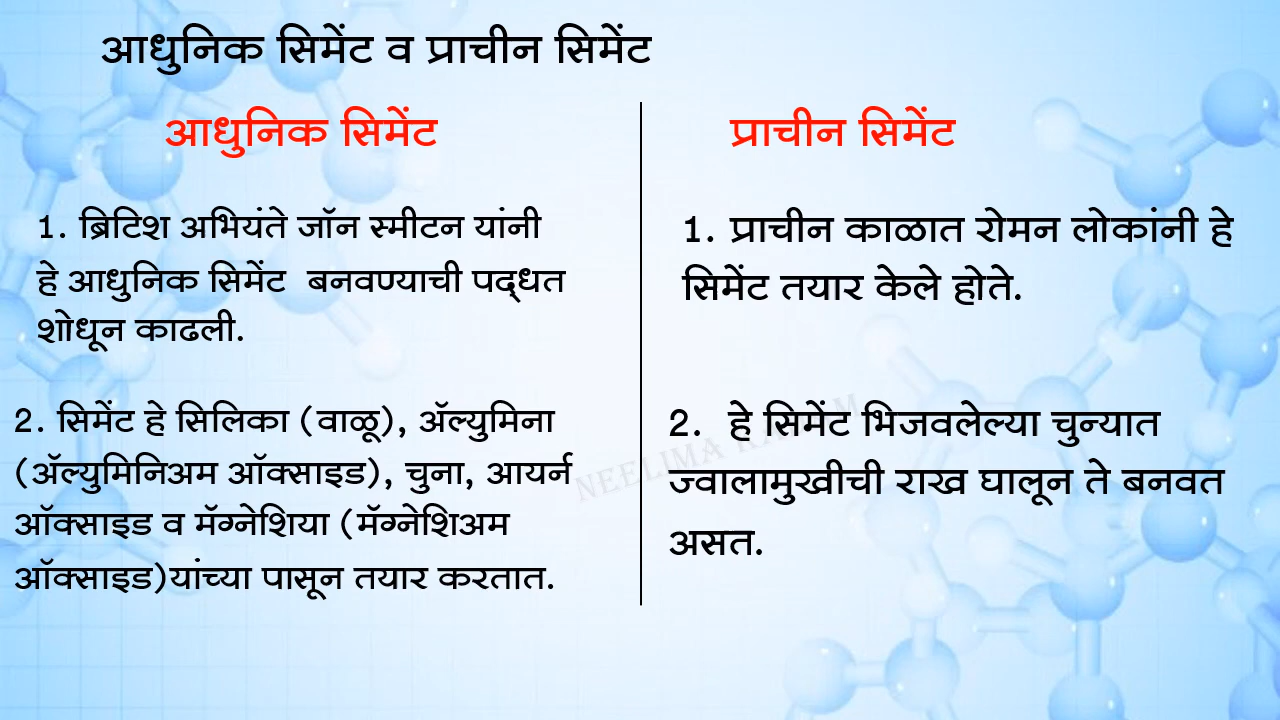 आधुनिक सिमेंट व प्राचीन सिमेंट
आधुनिक सिमेंट
1. ब्रिटिश अभियंते जॉन स्मीटन यांनी
हे आधुनिक सिमेंट बनवण्याची पद्धत
शोधून काढली.
2. सिमेंट हे सिलिका (वाळू), ॲल्युमिना
(ॲल्युमिनिअम ऑक्साइड), चुना, आयर्न
ऑक्साइड व मॅग्नेशिया (मॅग्नेशिअम
ऑक्साइड)यांच्या पासून तयार करतात.
प्राचीन सिमेंट
1. प्राचीन काळात रोमन लोकांनी हे
सिमेंट तयार केले होते.
2. हे सिमेंट भिजवलेल्या चुन्यात
ज्वालामुखीची राख घालून ते बनवत
असत.
NEELIMA